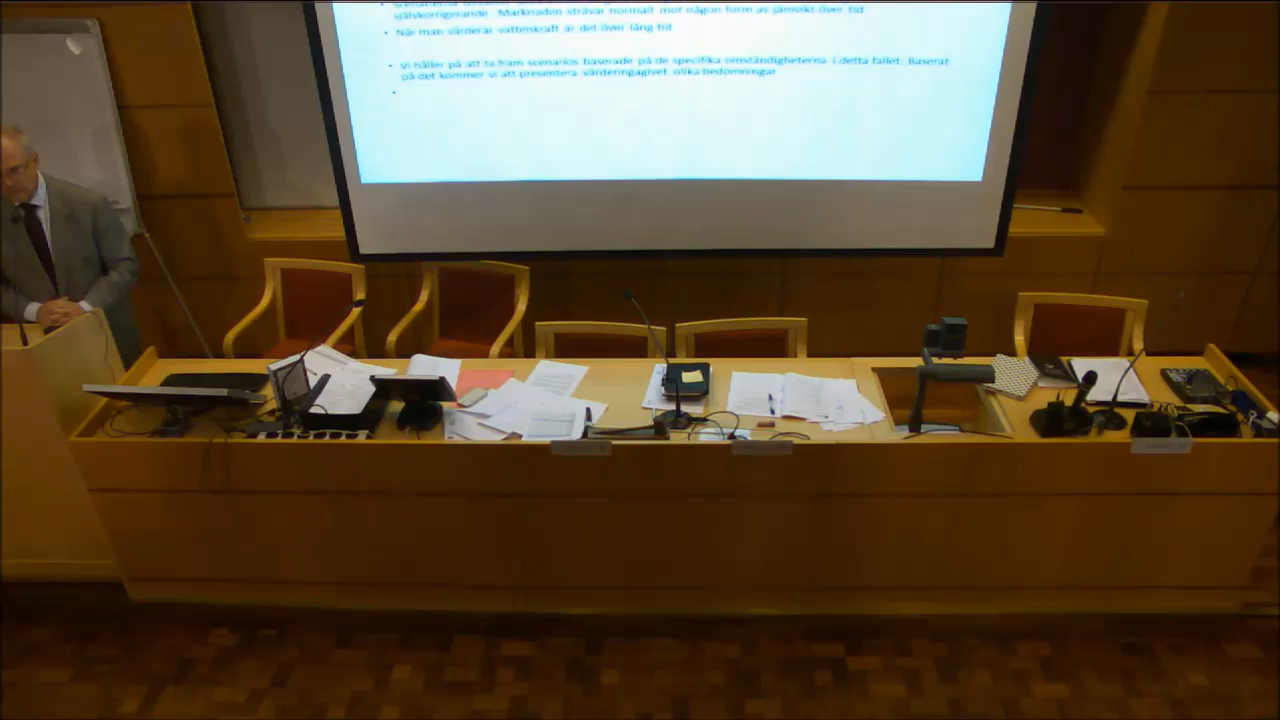 självkorrigerande. Marknaden strävar normalt mot någon form av jämvikt över tid
• När man värderar vattenkraft är det över lång tid.
• Vi håller på att ta fram scenarios baserade på de specifika omständigheterna i detta fallet. Baserat
på det kommer vi att presentera värderingagivet olika bedömningar
•